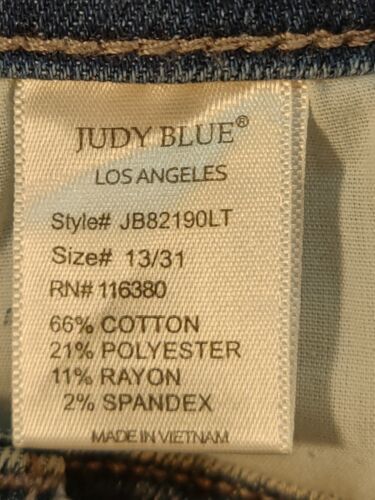 JUDY BLUE®
LOS ANGELES
Style# JB82190LT
Size# 13/31
RN# 116380
66% COTTON
21% POLYESTER
11% RAYON
2% SPANDEX
MADE IN VIETNAM